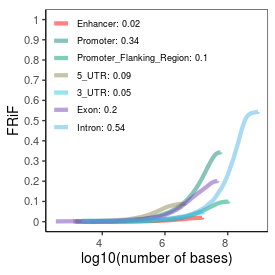 Enhancer: 0.02
Promoter: 0.34
Promoter_Flanking_Region: 0.1
5_UTR: 0.09
3_UTR: 0.05
Exon: 0.2
Intron: 0.54
FRiF
1
0.9
0.8
0.7
0.6
0.5
0.4
0.3
0.2
0.1
0
4 6 8
log10(number of bases)